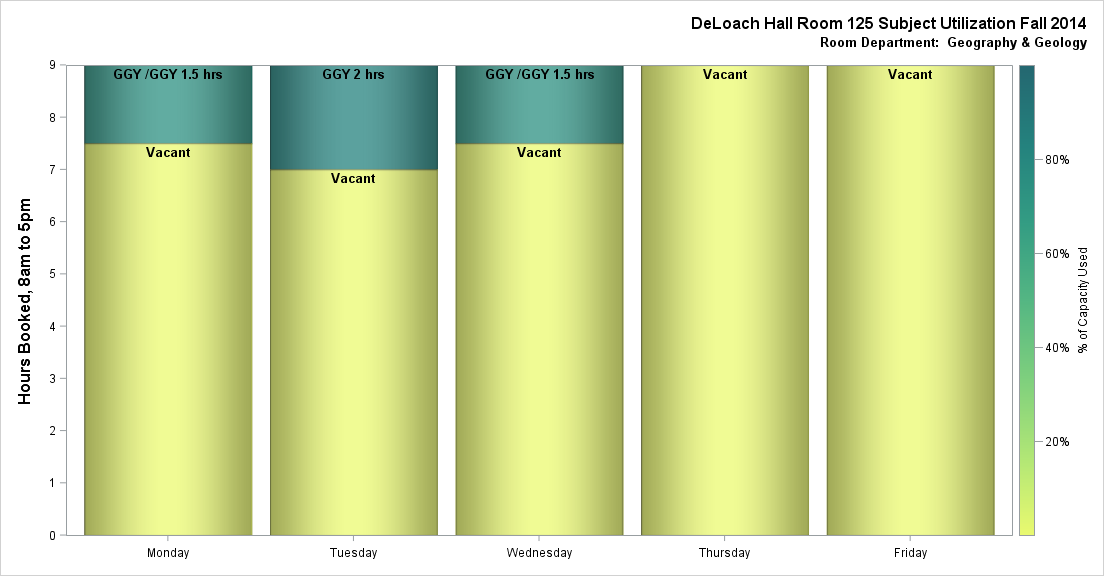 DeLoach Hall Room 125 Subject Utilization Fall 2014
Room Department: Geography & Geology
Hours Booked, 8am to 5pm
9
8
7
6
5
4
3
2
1
0
GGY /GGY 1.5 hrs
Vacant
GGY 2 hrs
Vacant
GGY /GGY 1.5 hrs
Vacant
Vacant
Vacant
Monday
Tuesday
Wednesday
Thursday
Friday
80%
60%
40%
20%
% of Capacity Used